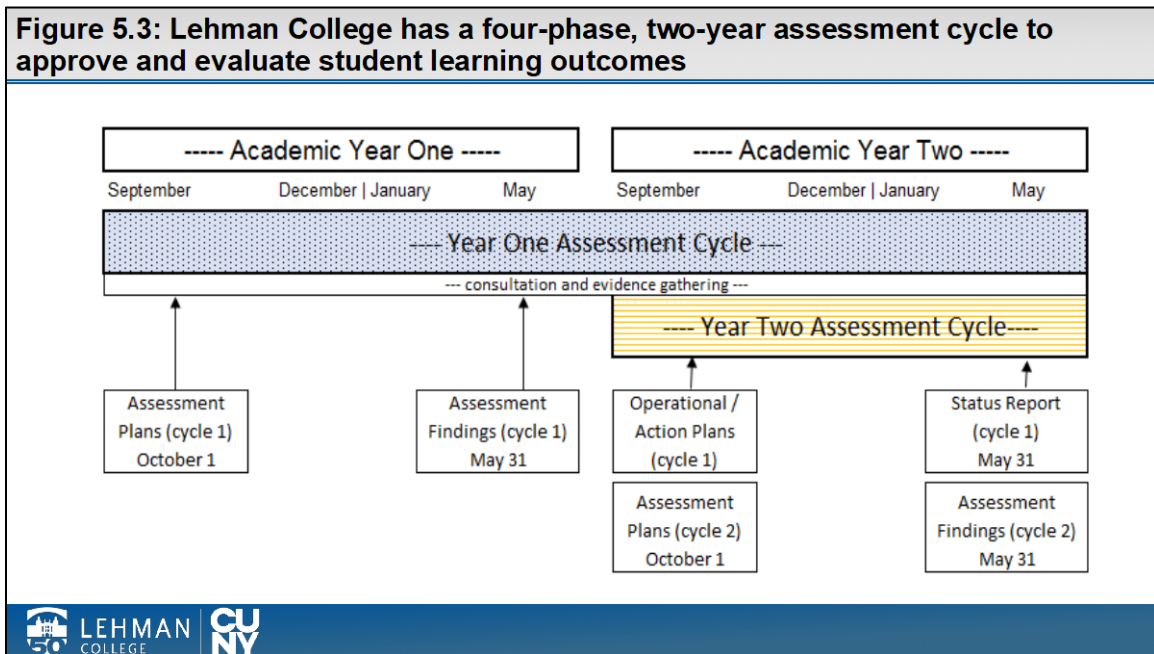 Figure 5.3: Lehman College has a four-phase, two-year assessment cycle to
approve and evaluate student learning outcomes
----- Academic Year One -----
----- Academic Year Two -----
September December | January May
September December | January May
---- Year One Assessment Cycle ---
--- consultation and evidence gathering ---
---- Year Two Assessment Cycle----
Assessment
Plans (cycle 1)
October 1
Assessment
Findings (cycle 1)
May 31
Operational /
Action Plans
(cycle 1)
Status Report
(cycle 1)
May 31
Assessment
Plans (cycle 2)
October 1
Assessment
Findings (cycle 2)
May 31
50
LEHMAN
COLLEGE
CU
NY